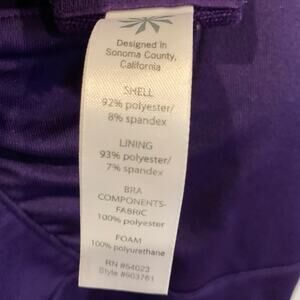 Designed in
Sonoma County,
California
SHELL
92% polyester/
8% spandex
LINING
93% polyester/
7% spandex
BRA
COMPONENTS-
FABRIC
100% polyester
FOAM
100% polyurethane
RN #54023
Style #603761